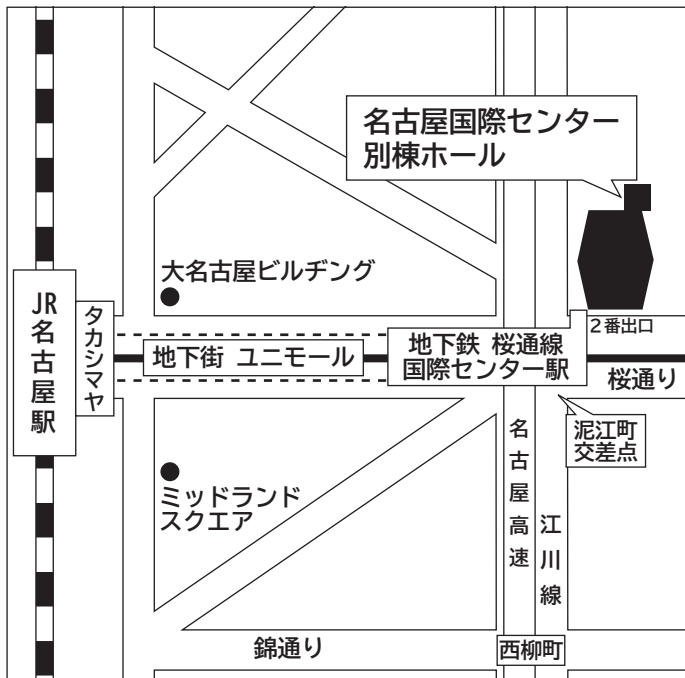 名古屋国際センター
別棟ホール
大名古屋ビルヂング
JR名古屋駅
タカシマヤ
地下街 ユニモール
地下鉄 桜通線
国際センター駅
2番出口
桜通り
泥江町
交差点
ミッドランド
スクエア
名古屋高速
江川線
錦通り
西柳町